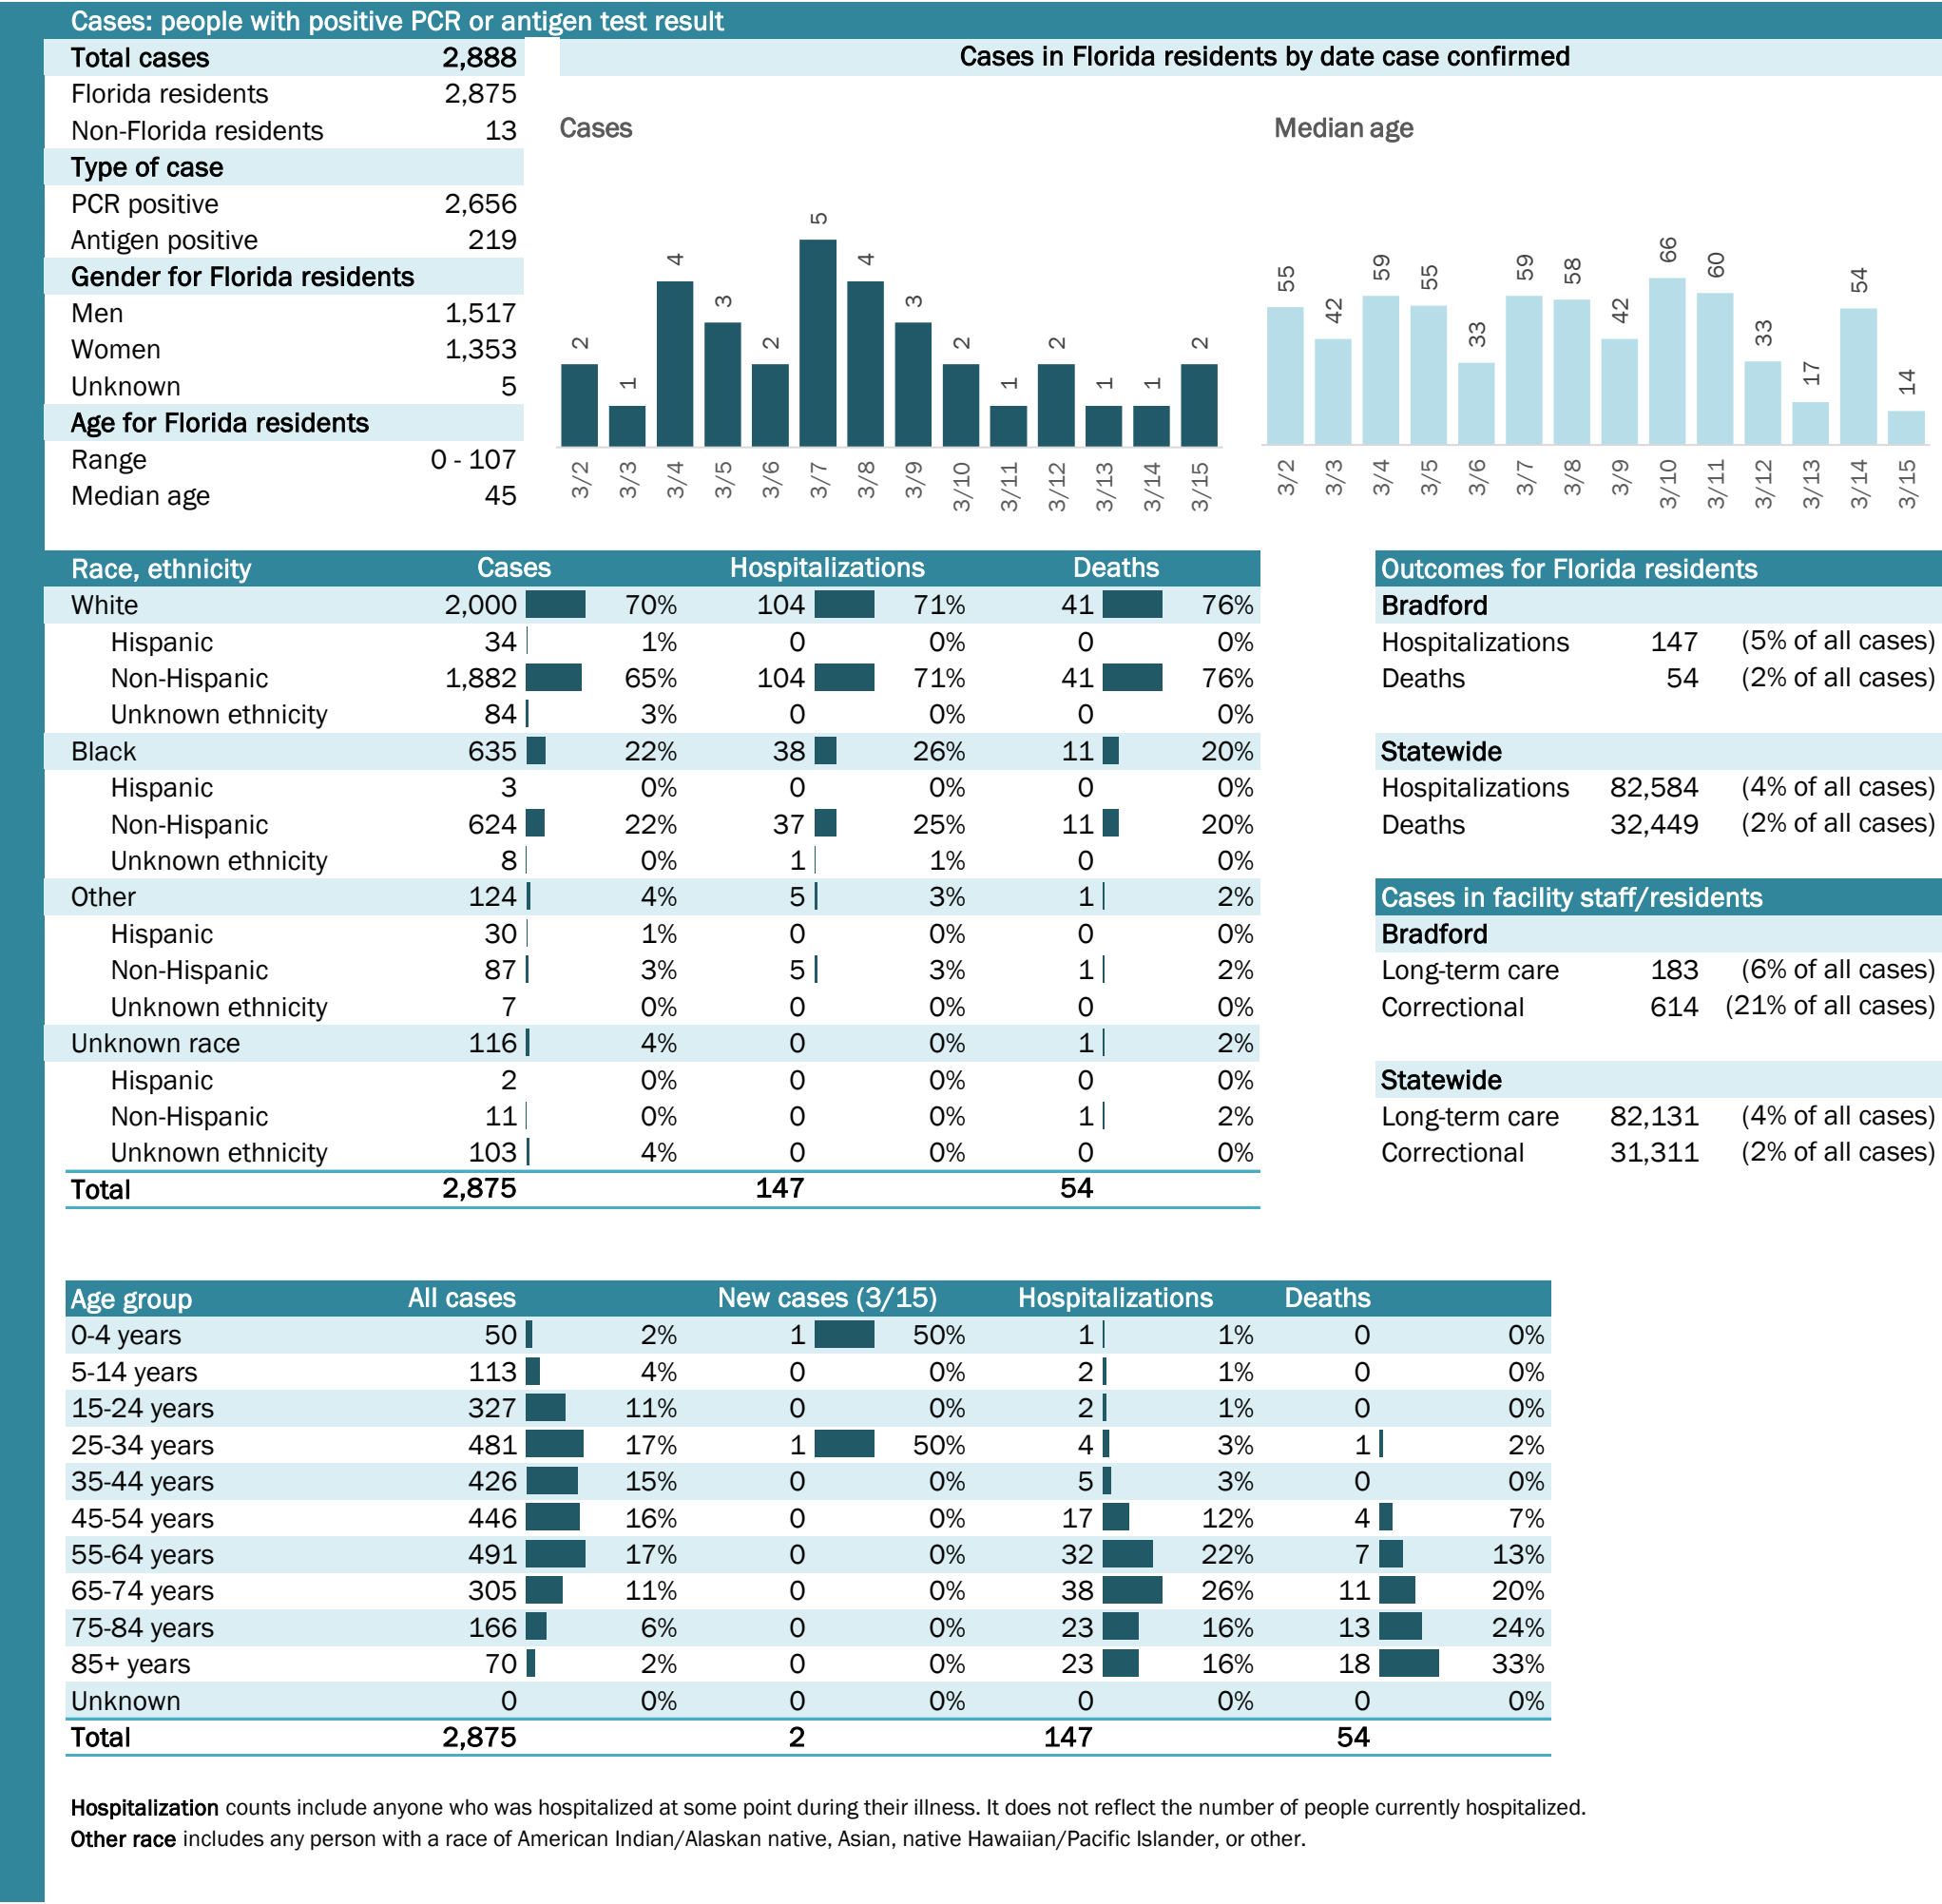 Cases: people with positive PCR or antigen test result
Total cases 2,888
Florida residents 2,875
Non-Florida residents 13
Type of case
PCR positive 2,656
Antigen positive 219
Gender for Florida residents
Men 1,517
Women 1,353
Unknown 5
Age for Florida residents
Range 0 - 107
Median age 45
Cases in Florida residents by date case confirmed
Cases
2 1 4 3 2 5 4 3 2 1 2 1 1 2
3/2 3/3 3/4 3/5 3/6 3/7 3/8 3/9 3/10 3/11 3/12 3/13 3/14 3/15
Median age
55 42 59 55 33 59 58 42 66 60 33 17 54 14
3/2 3/3 3/4 3/5 3/6 3/7 3/8 3/9 3/10 3/11 3/12 3/13 3/14 3/15
Race, ethnicity Cases Hospitalizations Deaths
White 2,000 70% 104 71% 41 76%
Hispanic 34 1% 0 0% 0 0%
Non-Hispanic 1,882 65% 104 71% 41 76%
Unknown ethnicity 84 3% 0 0% 0 0%
Black 635 22% 38 26% 11 20%
Hispanic 3 0% 0 0% 0 0%
Non-Hispanic 624 22% 37 25% 11 20%
Unknown ethnicity 8 0% 1 1% 0 0%
Other 124 4% 5 3% 1 2%
Hispanic 30 1% 0 0% 0 0%
Non-Hispanic 87 3% 5 3% 1 2%
Unknown ethnicity 7 0% 0 0% 0 0%
Unknown race 116 4% 0 0% 1 2%
Hispanic 2 0% 0 0% 0 0%
Non-Hispanic 11 0% 0 0% 1 2%
Unknown ethnicity 103 4% 0 0% 0 0%
Total 2,875 147 54
Outcomes for Florida residents
Bradford
Hospitalizations 147 (5% of all cases)
Deaths 54 (2% of all cases)
Statewide
Hospitalizations 82,584 (4% of all cases)
Deaths 32,449 (2% of all cases)
Cases in facility staff/residents
Bradford
Long-term care 183 (6% of all cases)
Correctional 614 (21% of all cases)
Statewide
Long-term care 82,131 (4% of all cases)
Correctional 31,311 (2% of all cases)
Age group All cases New cases (3/15) Hospitalizations Deaths
0-4 years 50 2% 1 50% 1 1% 0 0%
5-14 years 113 4% 0 0% 2 1% 0 0%
15-24 years 327 11% 0 0% 2 1% 0 0%
25-34 years 481 17% 1 50% 4 3% 1 2%
35-44 years 426 15% 0 0% 5 3% 0 0%
45-54 years 446 16% 0 0% 17 12% 4 7%
55-64 years 491 17% 0 0% 32 22% 7 13%
65-74 years 305 11% 0 0% 38 26% 11 20%
75-84 years 166 6% 0 0% 23 16% 13 24%
85+ years 70 2% 0 0% 23 16% 18 33%
Unknown 0 0% 0 0% 0 0% 0 0%
Total 2,875 2 147 54
Hospitalization counts include anyone who was hospitalized at some point during their illness. It does not reflect the number of people currently hospitalized.
Other race includes any person with a race of American Indian/Alaskan native, Asian, native Hawaiian/Pacific Islander, or other.